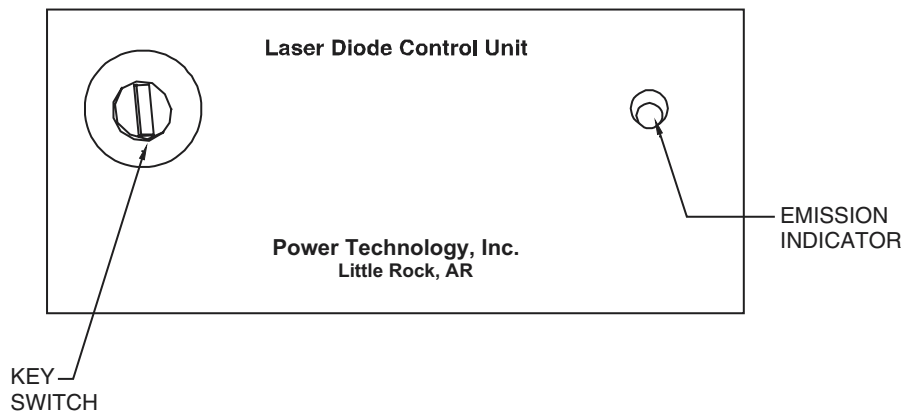 Laser Diode Control Unit
EMISSION
INDICATOR
Power Technology, Inc.
Little Rock, AR
KEY
SWITCH